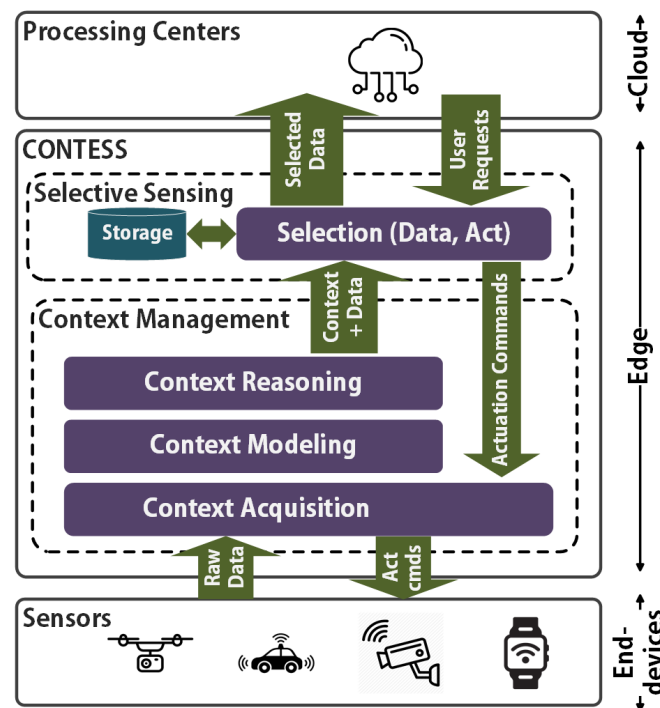 Processing Centers
Cloud
CONTESS
Selected
Data
User
Requests
Selective Sensing
Storage
Selection (Data, Act)
Context
+ Data
Context Management
Actuation Commands
Edge
Context Reasoning
Context Modeling
Context Acquisition
Raw
Data
Act
cmds
Sensors
End-
devices